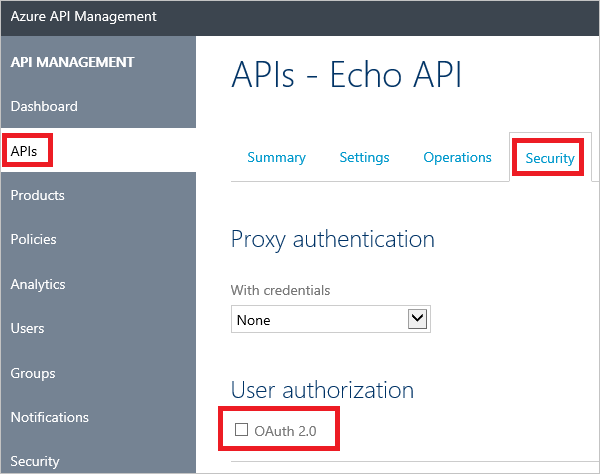 Azure API Management
API MANAGEMENT
Dashboard
APIs
Products
Policies
Analytics
Users
Groups
Notifications
Security
APIs - Echo API
Summary
Settings
Operations
Security
Proxy authentication
With credentials
None
User authorization
OAuth 2.0